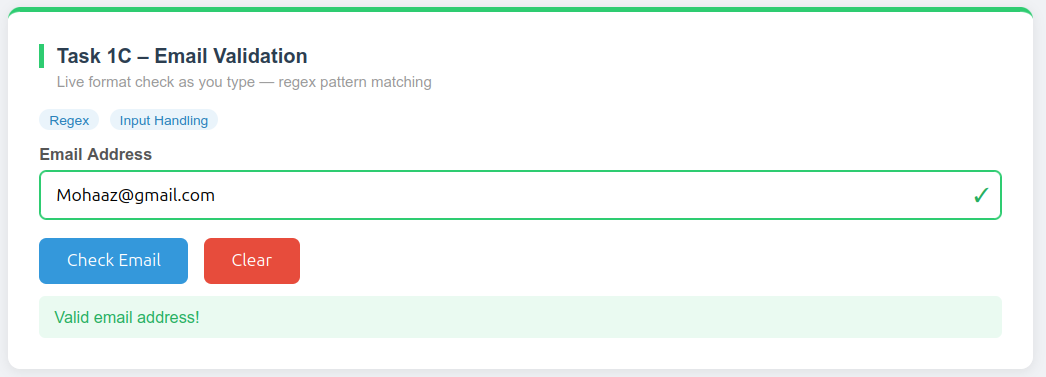 Task 1C – Email Validation
Live format check as you type — regex pattern matching
Regex Input Handling
Email Address
Mohaaz@gmail.com ✓
Check Email Clear
Valid email address!